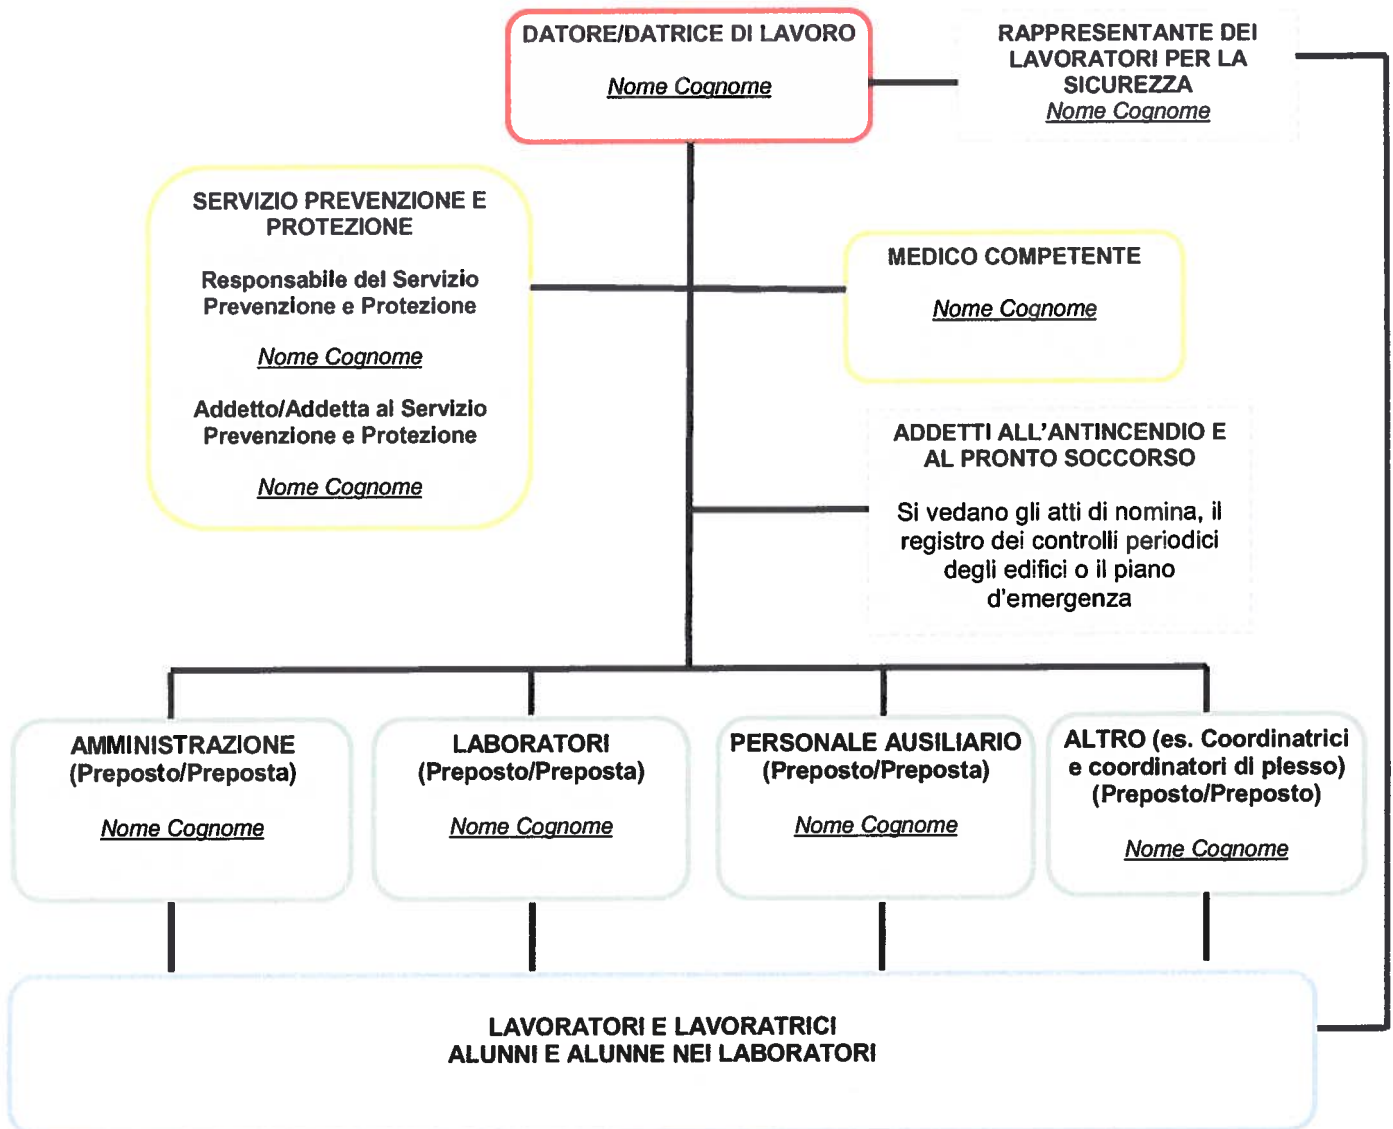 DATORE/DATRICE DI LAVORO
Nome Cognome
RAPPRESENTANTE DEI
LAVORATORI PER LA
SICUREZZA
Nome Cognome
SERVIZIO PREVENZIONE E
PROTEZIONE
Responsabile del Servizio
Prevenzione e Protezione
Nome Cognome
Addetto/Addetta al Servizio
Prevenzione e Protezione
Nome Cognome
MEDICO COMPETENTE
Nome Cognome
ADDETTI ALL'ANTINCENDIO E
AL PRONTO SOCCORSO
Si vedano gli atti di nomina, il
registro dei controlli periodici
degli edifici o il piano
d'emergenza
AMMINISTRAZIONE
(Preposto/Preposta)
Nome Cognome
LABORATORI
(Preposto/Preposta)
Nome Cognome
PERSONALE AUSILIARIO
(Preposto/Preposta)
Nome Cognome
ALTRO (es. Coordinatrici
e coordinatori di plesso)
(Preposto/Preposto)
Nome Cognome
LAVORATORI E LAVORATRICI
ALUNNI E ALUNNE NEI LABORATORI